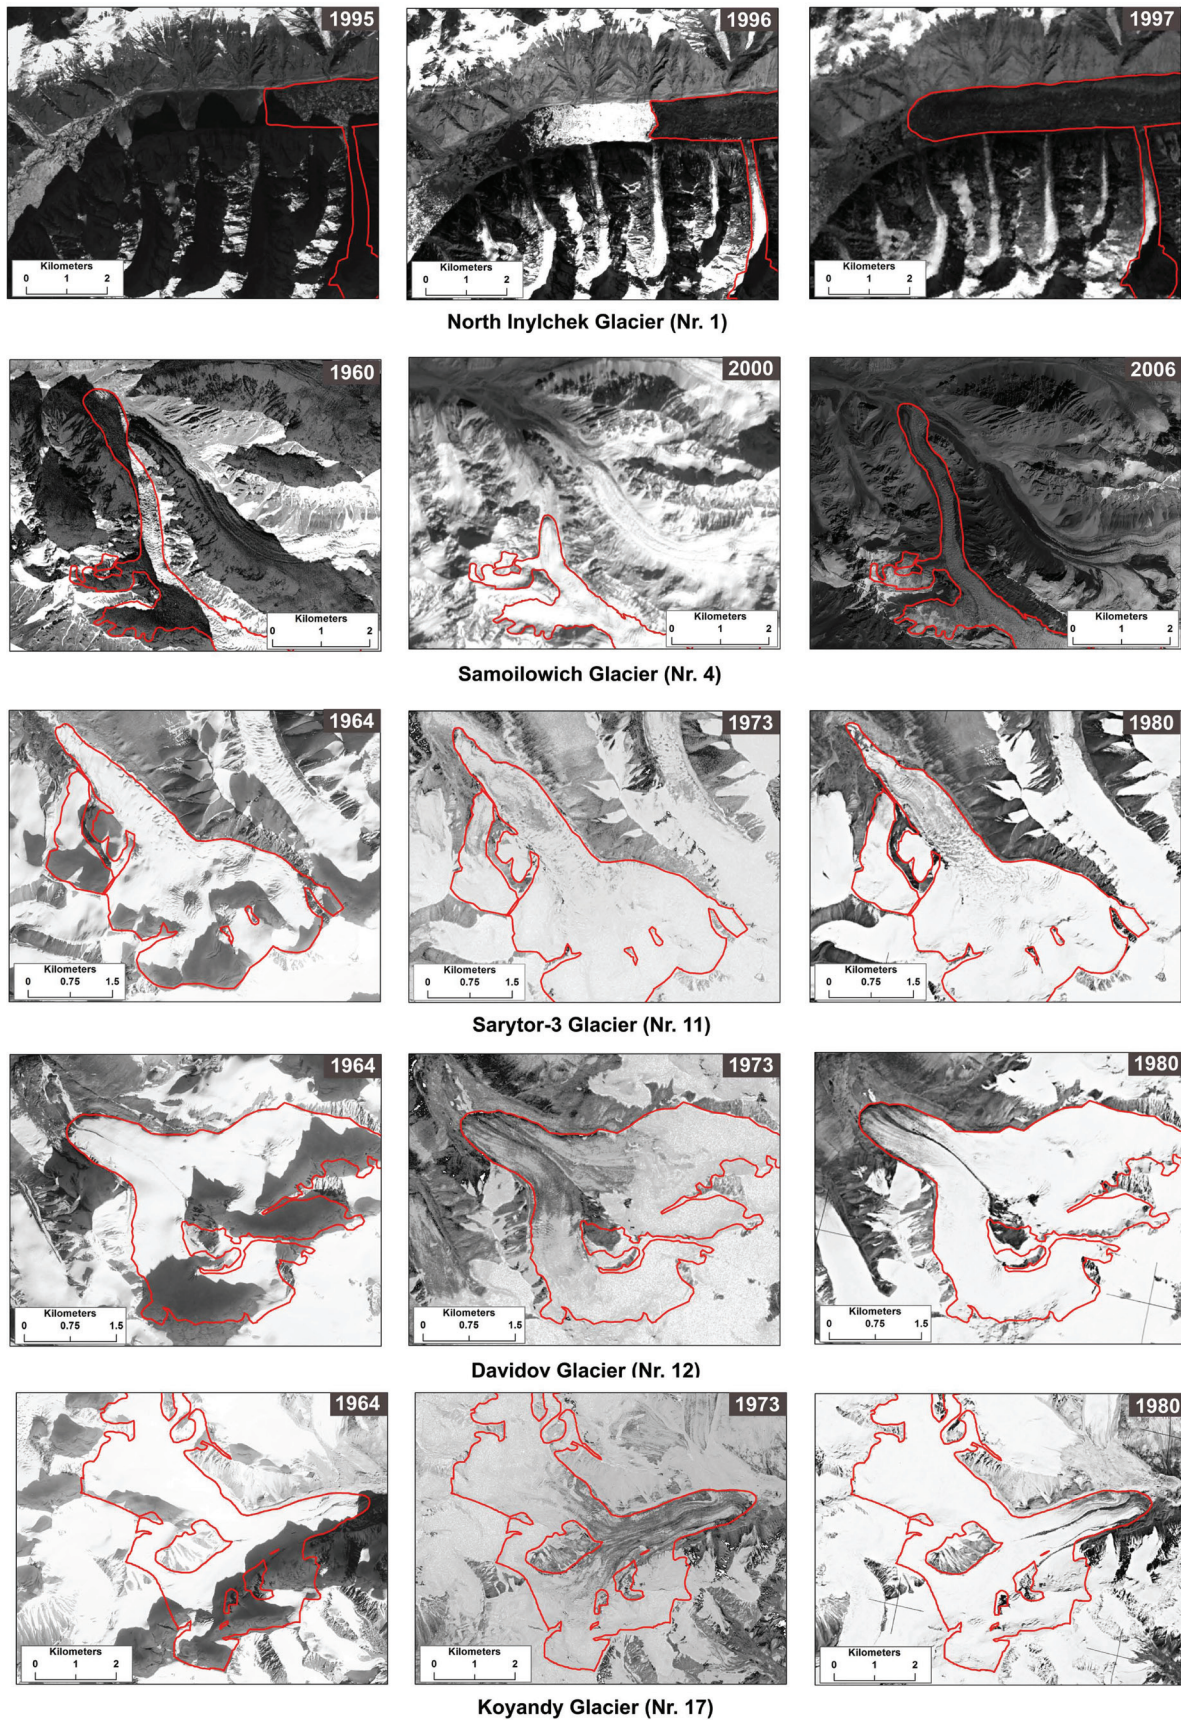 1995
1996
1997
Kilometers
0 1 2
Kilometers
0 1 2
Kilometers
0 1 2
North Inylchek Glacier (Nr. 1)
1960
2000
2006
Kilometers
0 1 2
Kilometers
0 1 2
Kilometers
0 1 2
Samoilowich Glacier (Nr. 4)
1964
1973
1980
Kilometers
0 0.75 1.5
Kilometers
0 0.75 1.5
Kilometers
0 0.75 1.5
Sarytor-3 Glacier (Nr. 11)
1964
1973
1980
Kilometers
0 0.75 1.5
Kilometers
0 0.75 1.5
Kilometers
0 0.75 1.5
Davidov Glacier (Nr. 12)
1964
1973
1980
Kilometers
0 1 2
Kilometers
0 1 2
Kilometers
0 1 2
Koyandy Glacier (Nr. 17)